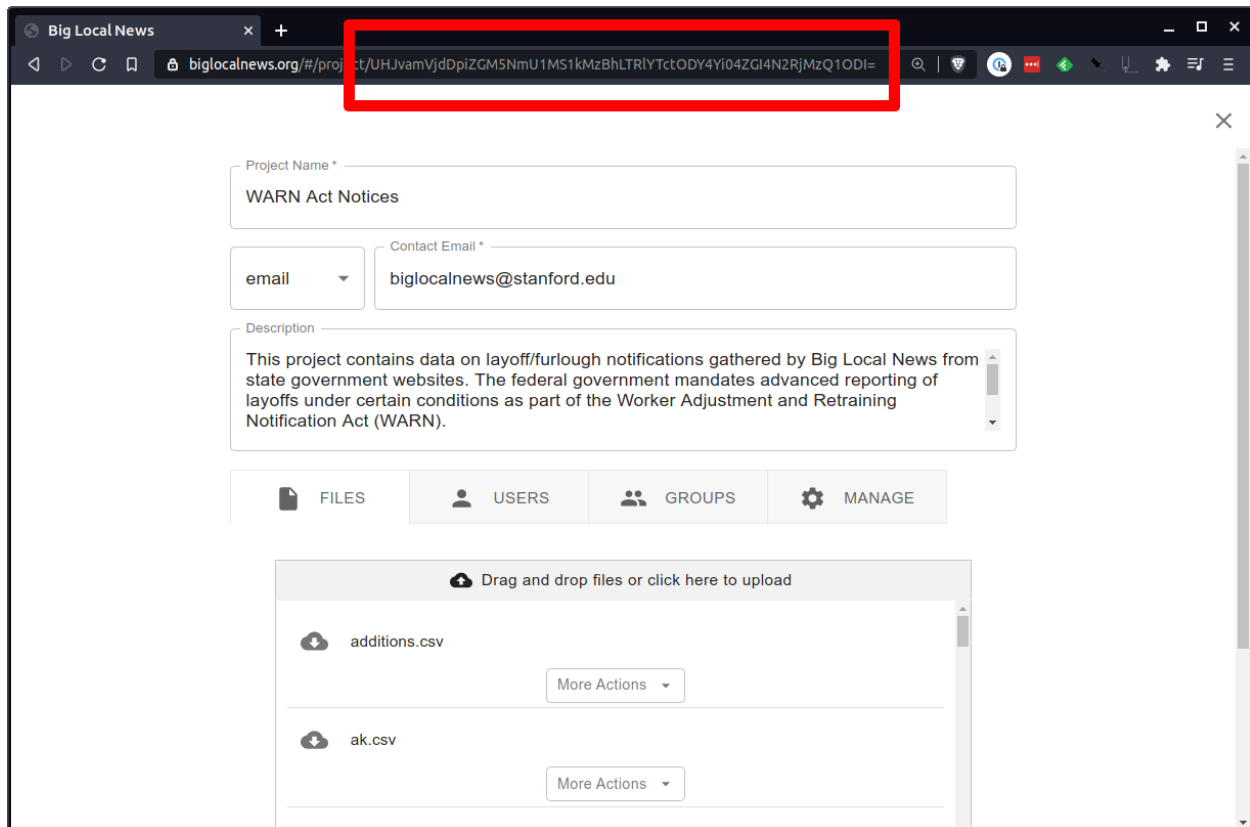 Big Local News
biglocalnews.org/#/project/UHJvamVjdDpiZGM5NmU1MS1kMzBhLTRlYTctODY4Yi04ZGI4N2RjMzQ1ODI=
Project Name *
WARN Act Notices
email
Contact Email *
biglocalnews@stanford.edu
Description
This project contains data on layoff/furlough notifications gathered by Big Local News from
state government websites. The federal government mandates advanced reporting of
layoffs under certain conditions as part of the Worker Adjustment and Retraining
Notification Act (WARN).
FILES
USERS
GROUPS
MANAGE
Drag and drop files or click here to upload
additions.csv
More Actions
ak.csv
More Actions